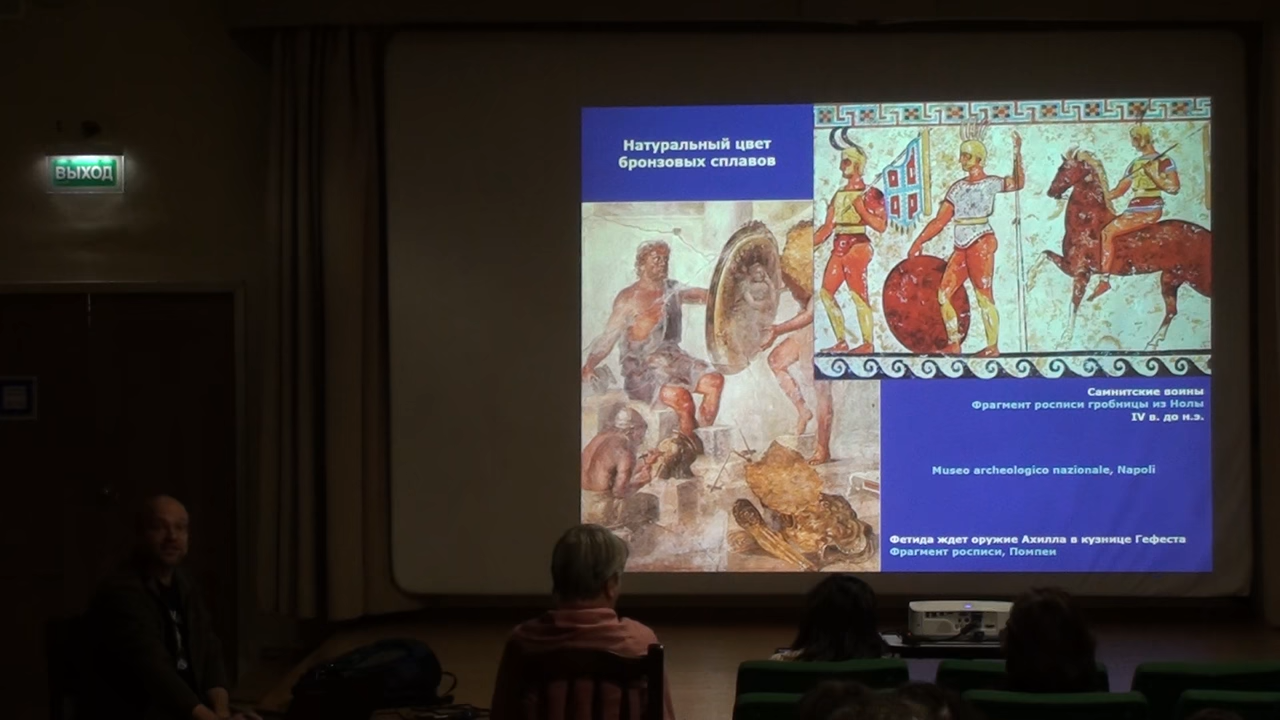 ВЫХОД
Натуральный цвет
бронзовых сплавов
Самнитские воины
Фрагмент росписи гробницы из Нолы
IV в. до н.э.
Museo archeologico nazionale, Napoli
Фетида ждет оружие Ахилла в кузнице Гефеста
Фрагмент росписи, Помпеи